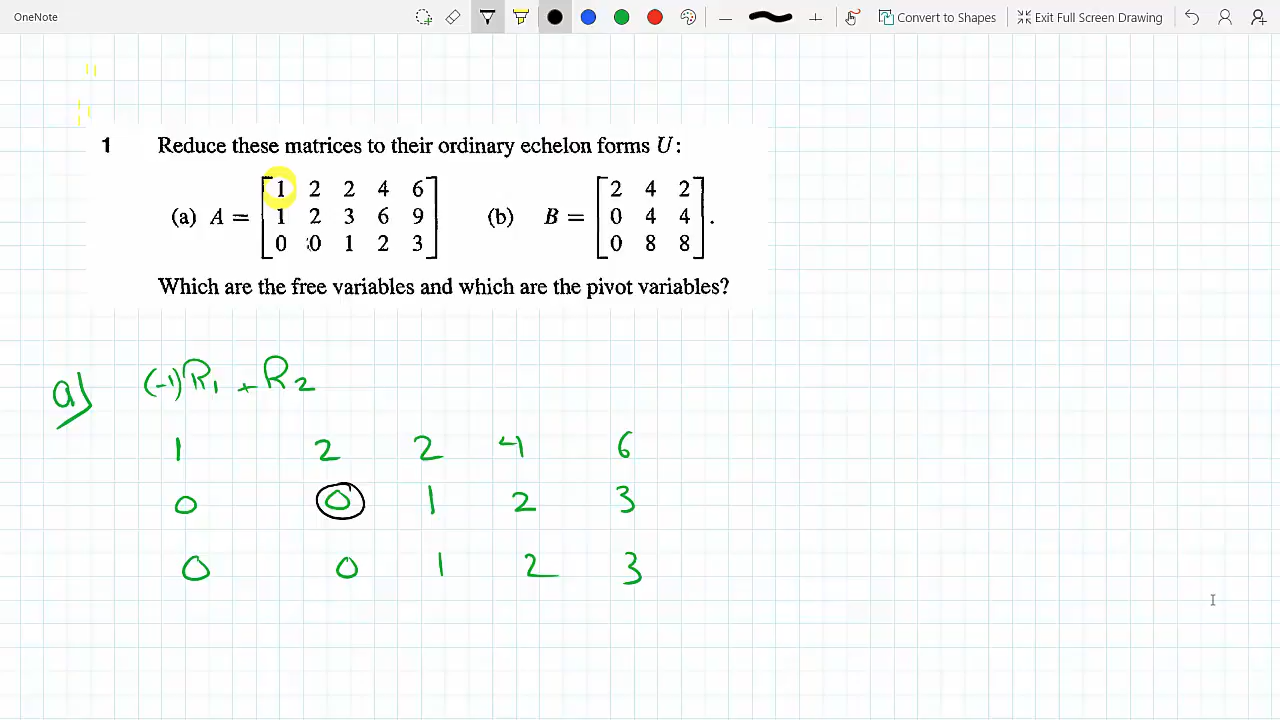 OneNote
Convert to Shapes
Exit Full Screen Drawing
1 Reduce these matrices to their ordinary echelon forms U:
(a) A = [1 2 2 4 6
1 2 3 6 9
0 0 1 2 3]
(b) B = [2 4 2
0 4 4
0 8 8].
Which are the free variables and which are the pivot variables?
a) (-1)R1 + R2
1 2 2 4 6
0 0 1 2 3
0 0 1 2 3